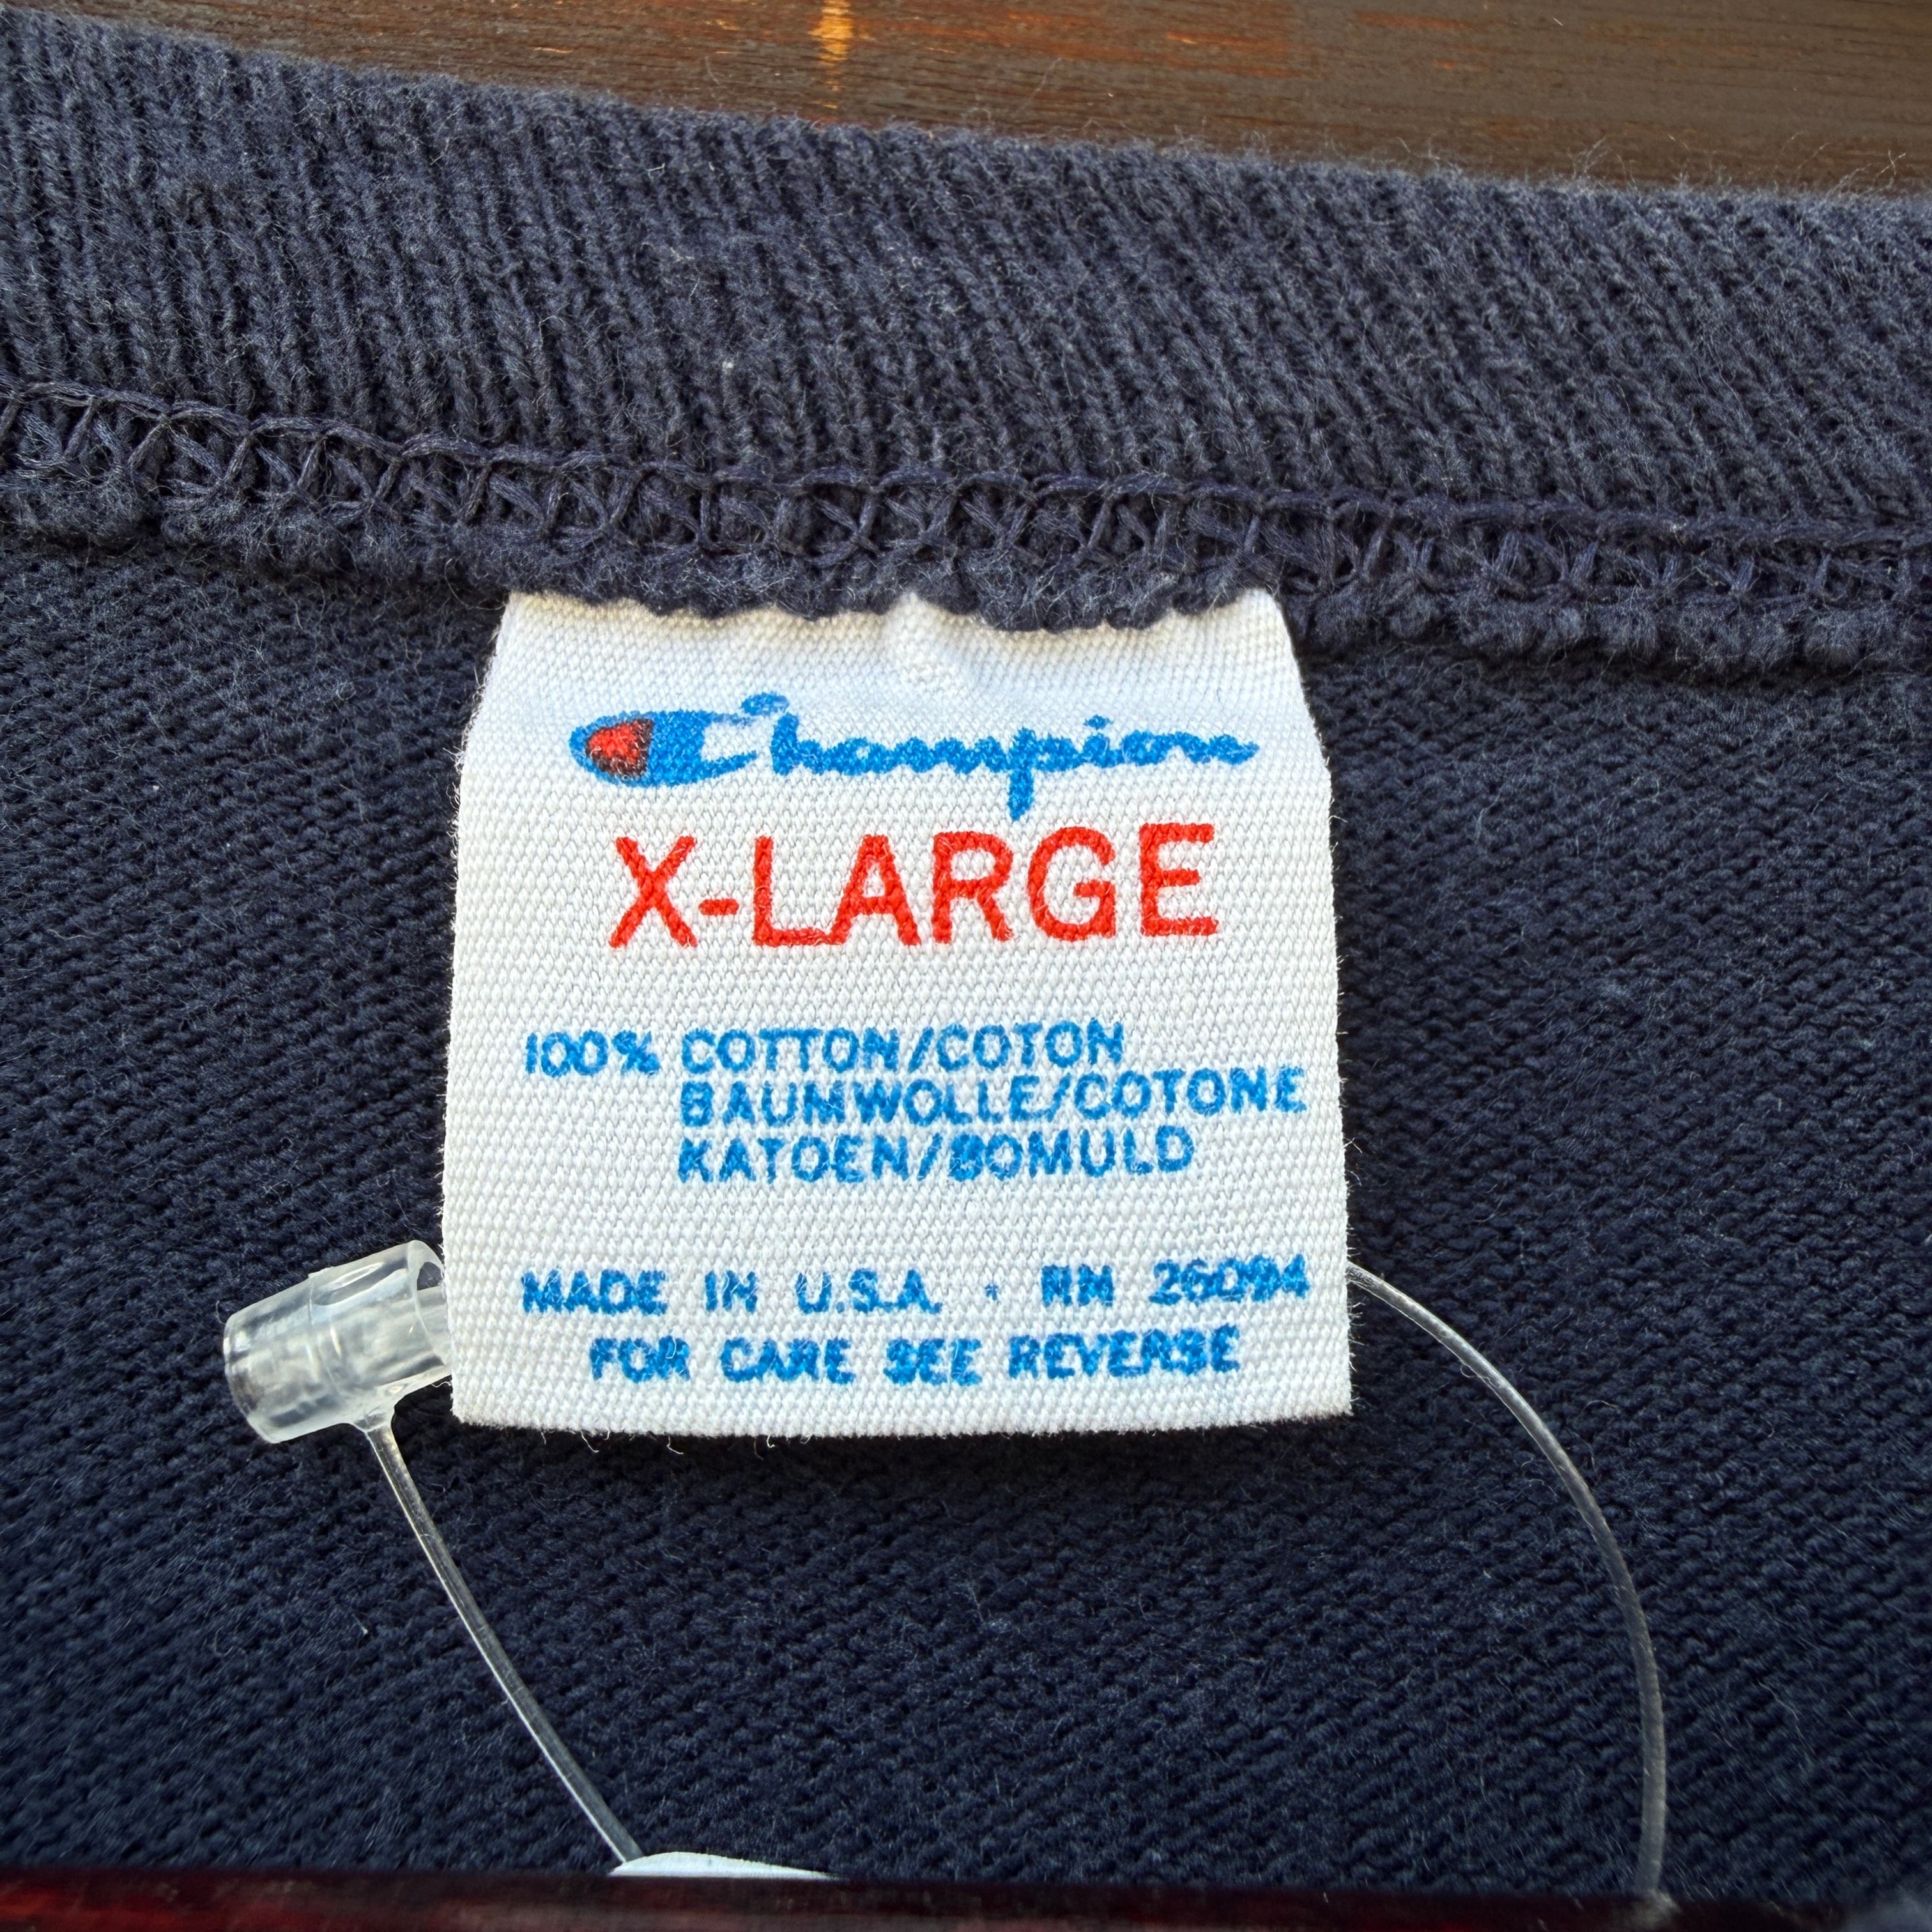 Champion
X-LARGE
100% COTTON/COTON
BAUMWOLLE/COTONE
KATOEN/BOMULD
MADE IN U.S.A. · RN 26094
FOR CARE SEE REVERSE